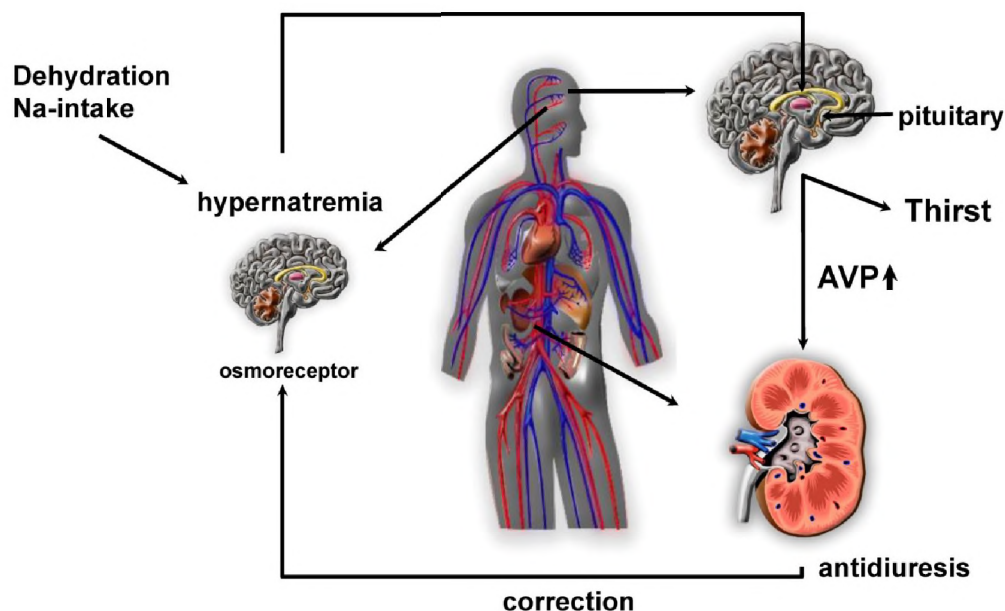 Dehydration
Na-intake
hypernatremia
osmoreceptor
pituitary
Thirst
AVP
antidiuresis
correction